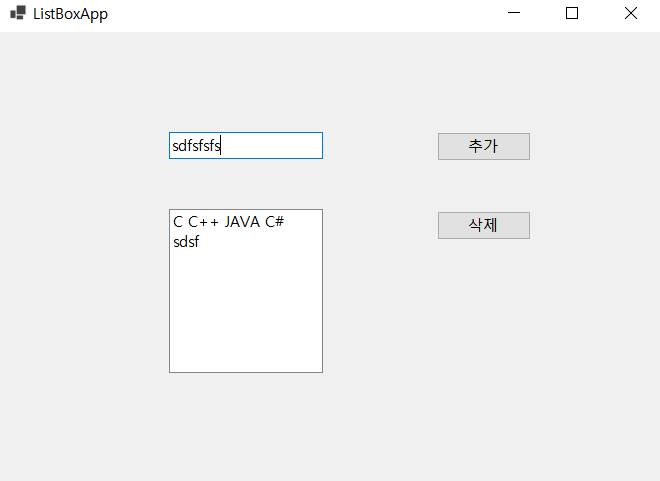 ListBoxApp
sdfsfsfs
추가
C C++ JAVA C#
sdsf
삭제